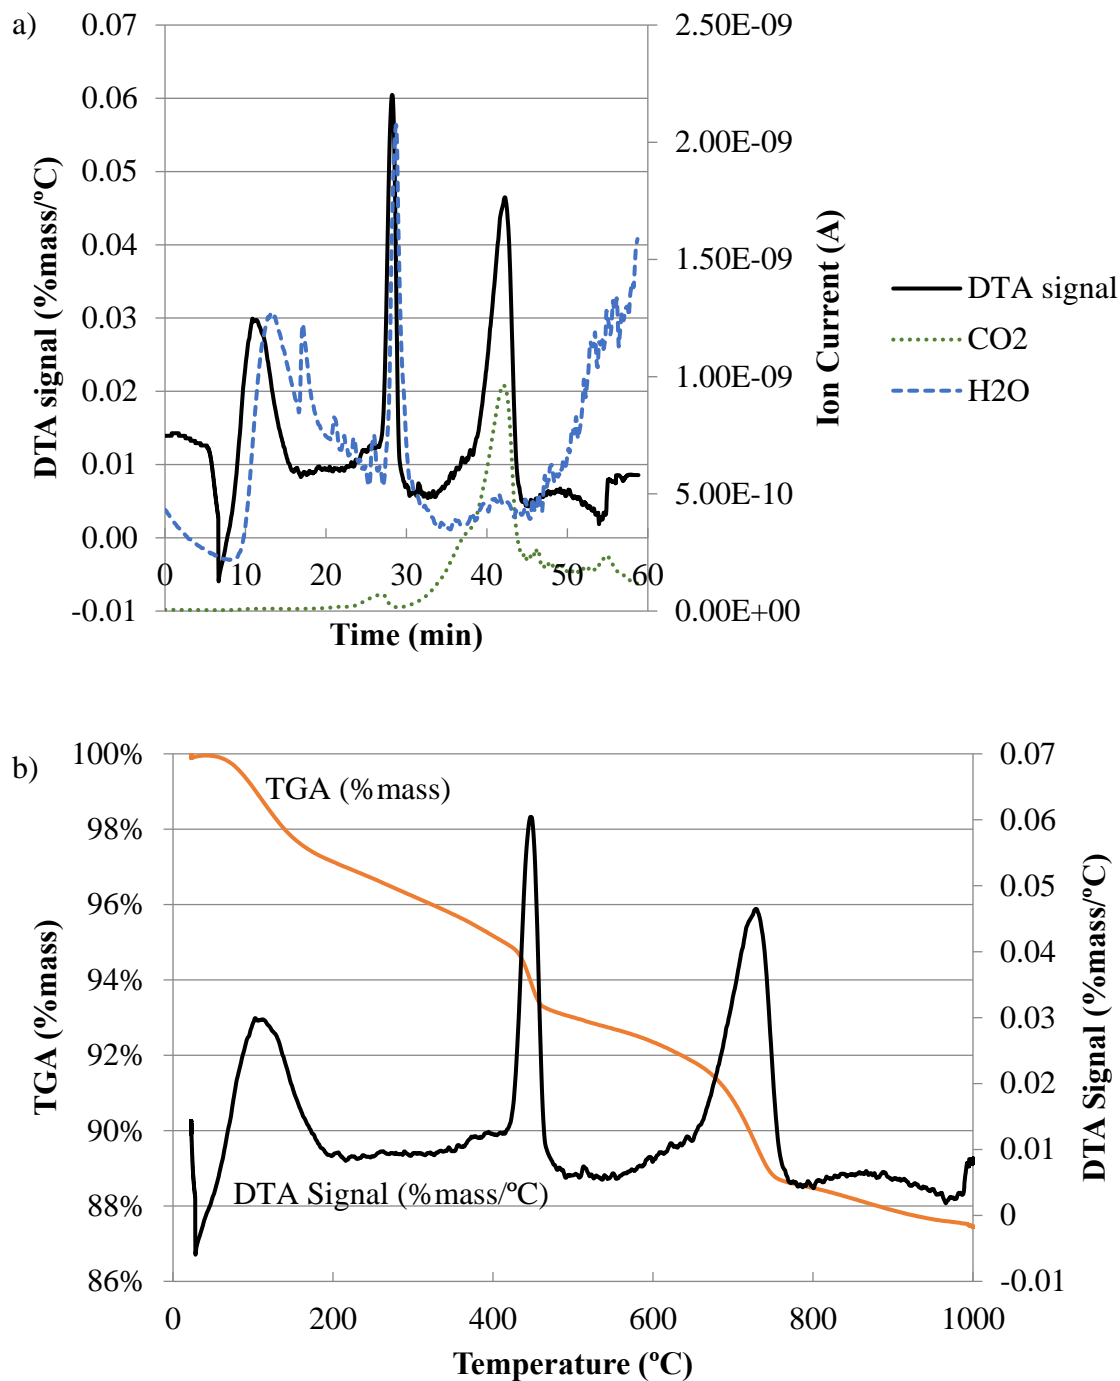 a)
0.07
0.06
0.05
0.04
0.03
0.02
0.01
0.00
-0.01
DTA signal (%mass/ºC)
0 10 20 30 40 50 60
Time (min)
2.50E-09
2.00E-09
1.50E-09
1.00E-09
5.00E-10
0.00E+00
Ion Current (A)
DTA signal
CO2
H2O
b)
100%
98%
96%
94%
92%
90%
88%
86%
TGA (%mass)
TGA (%mass)
DTA Signal (%mass/ºC)
0 200 400 600 800 1000
Temperature (ºC)
0.07
0.06
0.05
0.04
0.03
0.02
0.01
0
-0.01
DTA Signal (%mass/ºC)